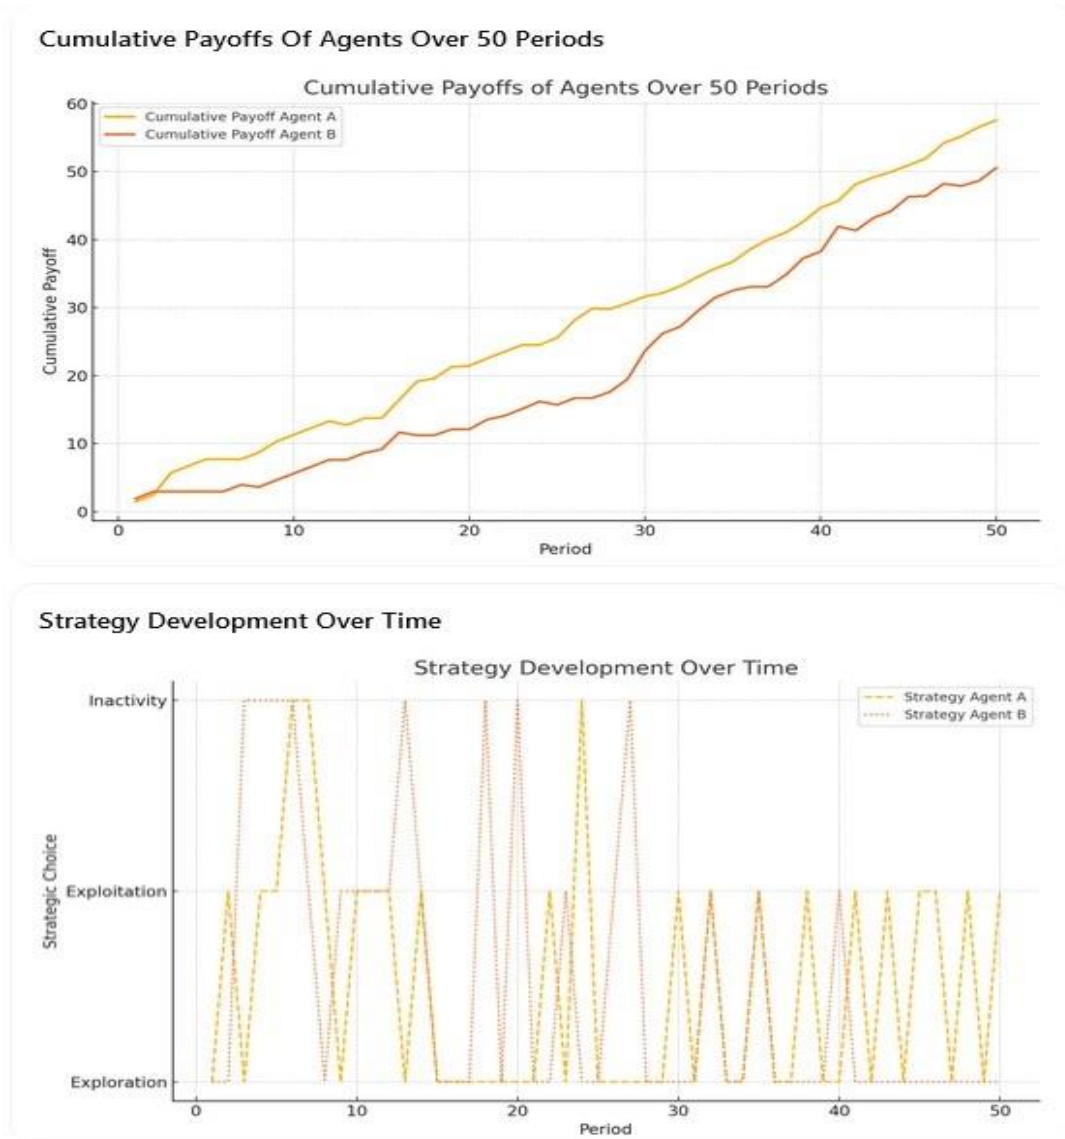 Cumulative Payoffs Of Agents Over 50 Periods
Cumulative Payoffs of Agents Over 50 Periods
Cumulative Payoff Agent A
Cumulative Payoff Agent B
60
50
40
30
20
10
0
Cumulative Payoff
0 10 20 30 40 50
Period
Strategy Development Over Time
Strategy Development Over Time
Strategy Agent A
Strategy Agent B
Inactivity
Exploitation
Exploration
Strategic Choice
0 10 20 30 40 50
Period